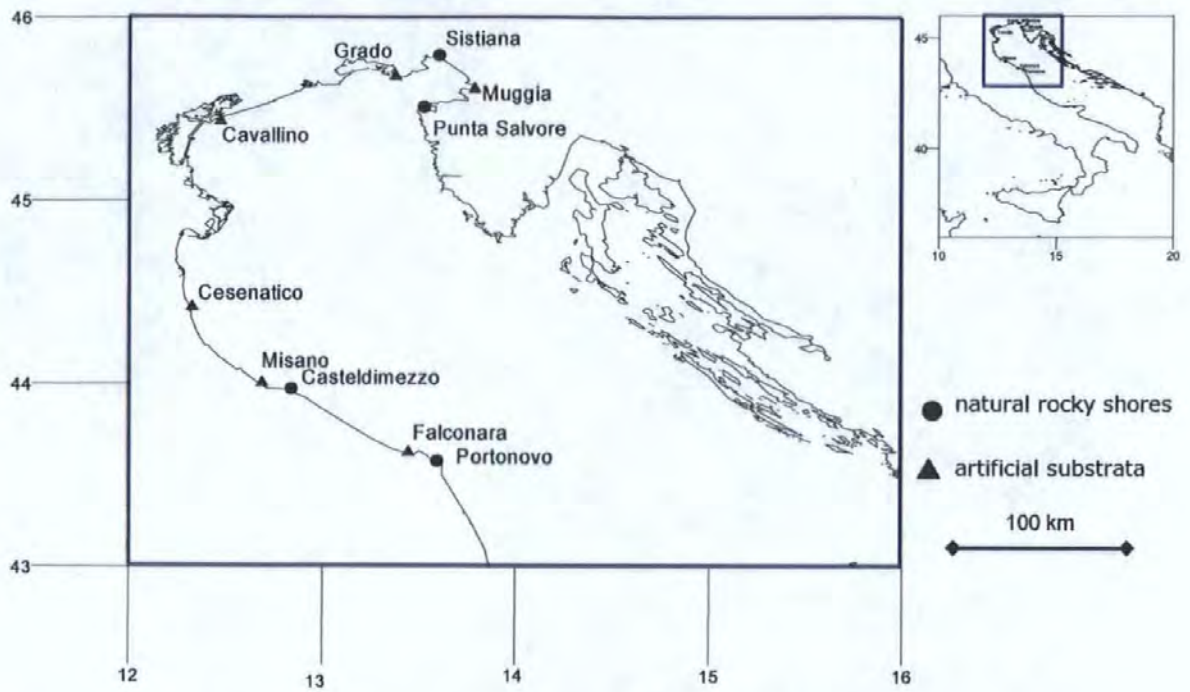 46
45
44
43
12
13
14
15
16
Grado
Sistiana
Muggia
Cavallino
Punta Salvore
Cesenatico
Misano
Casteldimezzo
Falconara
Portonovo
45
40
10
15
20
natural rocky shores
artificial substrata
100 km